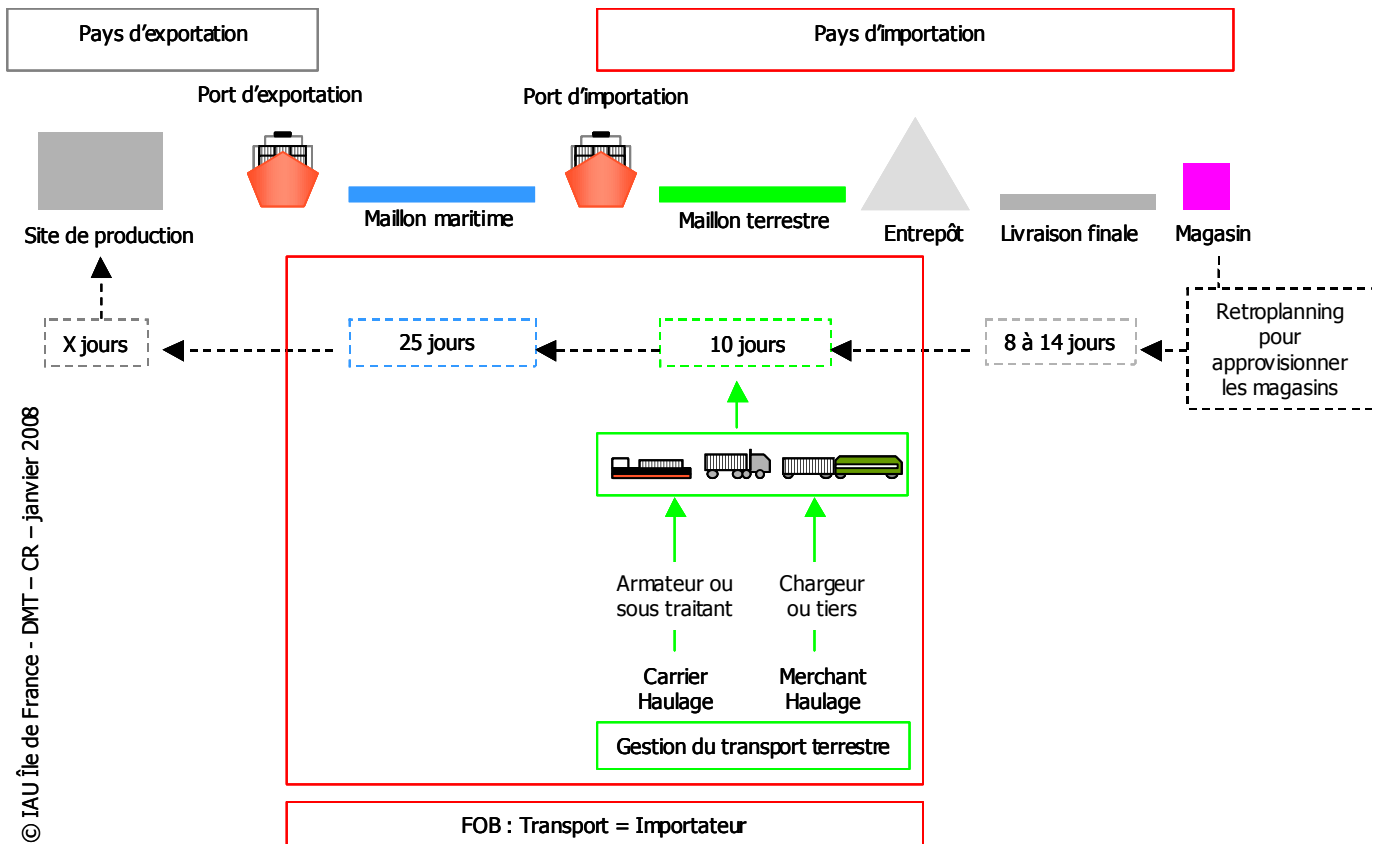 Pays d'exportation
Pays d'importation
Port d'exportation
Port d'importation
Maillon maritime
Maillon terrestre
Site de production
Entrepôt
Livraison finale
Magasin
X jours
25 jours
10 jours
8 à 14 jours
Retroplanning
pour
approvisionner
les magasins
Armateur ou
sous traitant
Chargeur
ou tiers
Carrier
Haulage
Merchant
Haulage
Gestion du transport terrestre
FOB : Transport = Importateur
© IAU Île de France - DMT – CR – janvier 2008